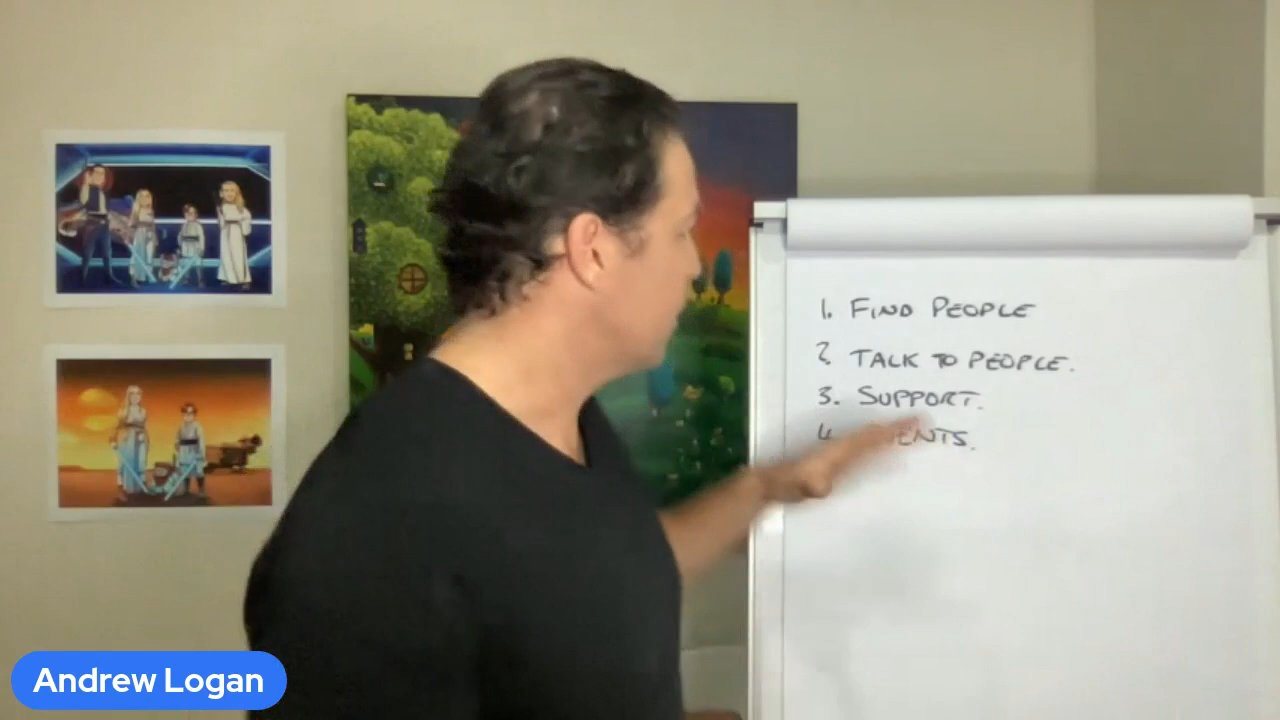 1. FIND PEOPLE
2 TALK TO PEOPLE.
3. SUPPORT.
4
Andrew Logan